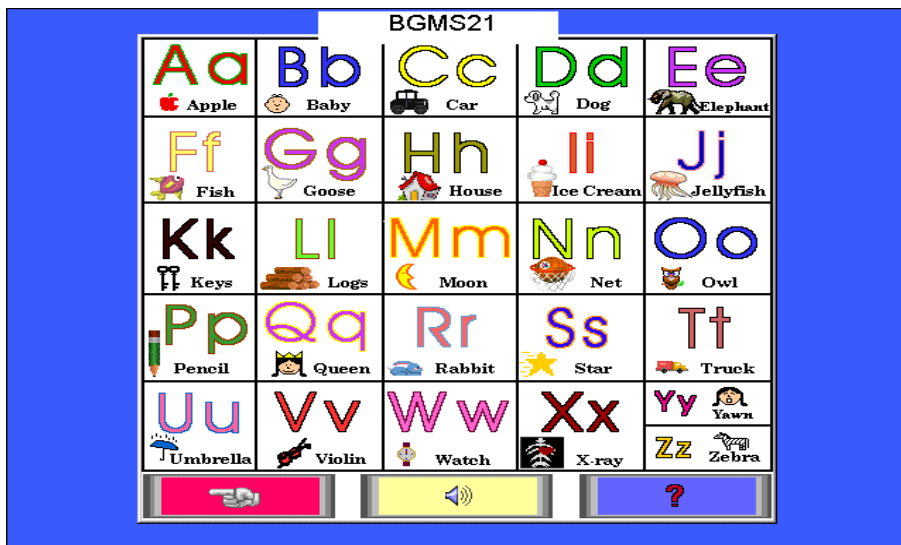 BGMS21
Aa Bb Cc Dd Ee
Apple Baby Car Dog Elephant
Ff Gg Hh Ii Jj
Fish Goose House Ice Cream Jellyfish
Kk Ll Mm Nn Oo
Keys Logs Moon Net Owl
Pp Qq Rr Ss Tt
Pencil Queen Rabbit Star Truck
Uu Vv Ww Xx Yy
Yawn
Zz
Umbrella Violin Watch X-ray Zebra
?